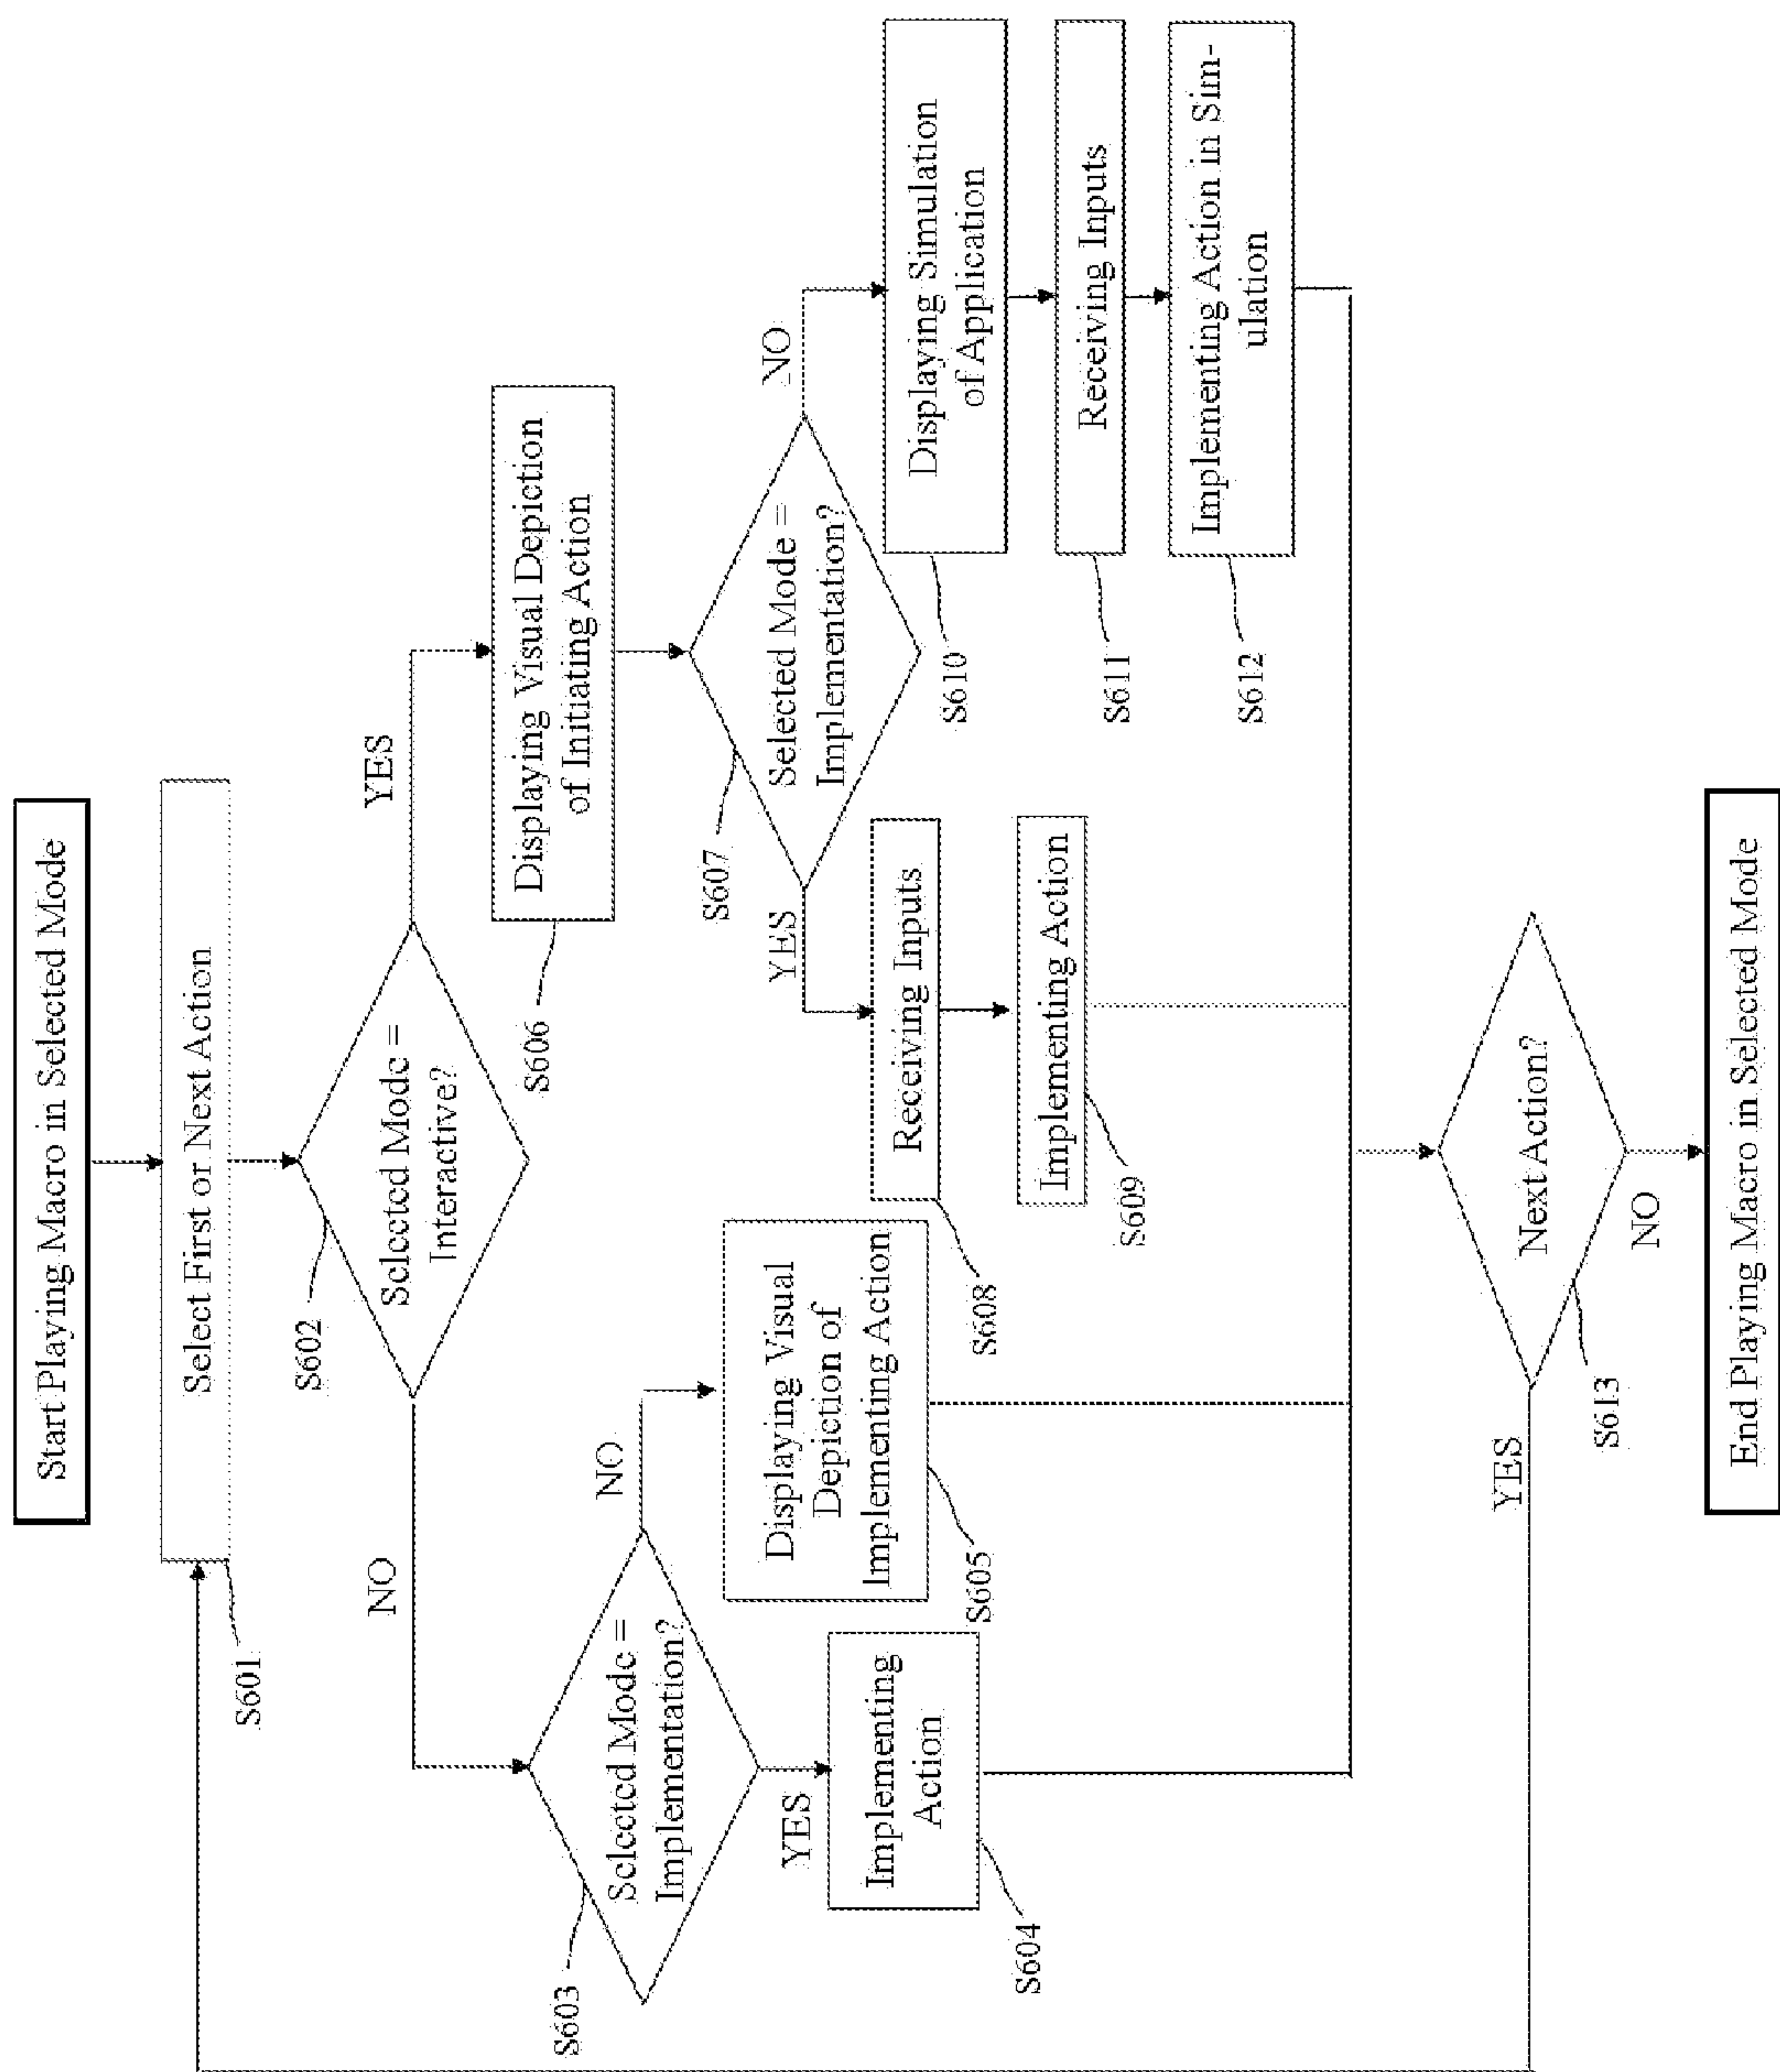 Start Playing Macro in Selected Mode
Select First or Next Action
S601
Selected Mode =
Interactive?
S602
NO
YES
Selected Mode =
Implementation?
S603
YES
NO
Implementing
Action
S604
Displaying Visual
Depiction of
Implementing Action
S605
Displaying Visual Depiction
of Initiating Action
S606
Selected Mode =
Implementation?
S607
YES
NO
Receiving Inputs
S608
Implementing Action
S609
Displaying Simulation
of Application
S610
Receiving Inputs
S611
Implementing Action in Sim-
ulation
S612
Next Action?
S613
YES
NO
End Playing Macro in Selected Mode